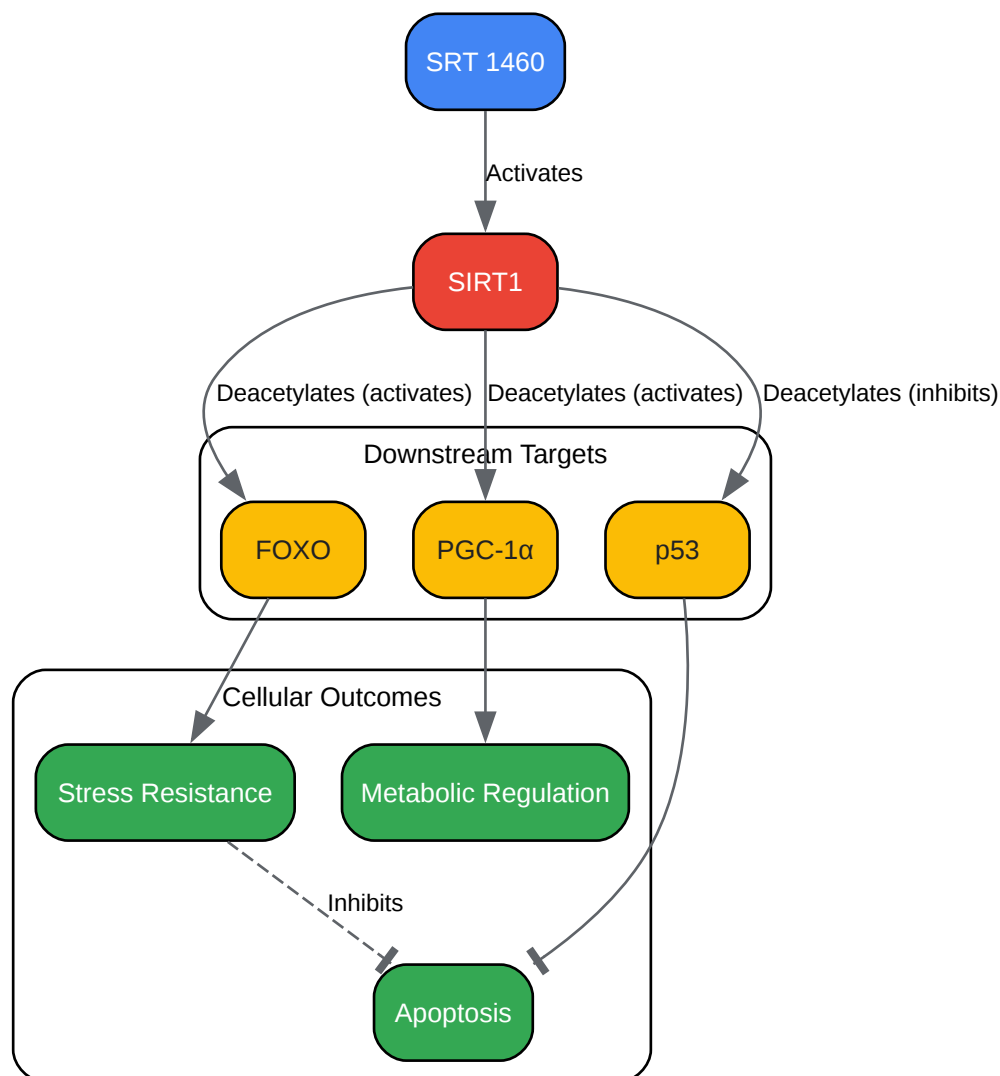 SRT 1460
Activates
SIRT1
Deacetylates (activates)
Deacetylates (activates)
Deacetylates (inhibits)
Downstream Targets
FOXO
PGC-1α
p53
Cellular Outcomes
Stress Resistance
Metabolic Regulation
Inhibits
Apoptosis